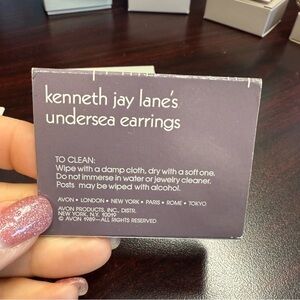 kenneth jay lane's
undersea earrings
TO CLEAN:
Wipe with a damp cloth, dry with a soft one.
Do not immerse in water or jewelry cleaner.
Posts may be wiped with alcohol.
AVON • LONDON • NEW YORK • PARIS • ROME • TOKYO
AVON PRODUCTS, INC., DISTR.
NEW YORK, N.Y. 10019
© AVON 1989—ALL RIGHTS RESERVED